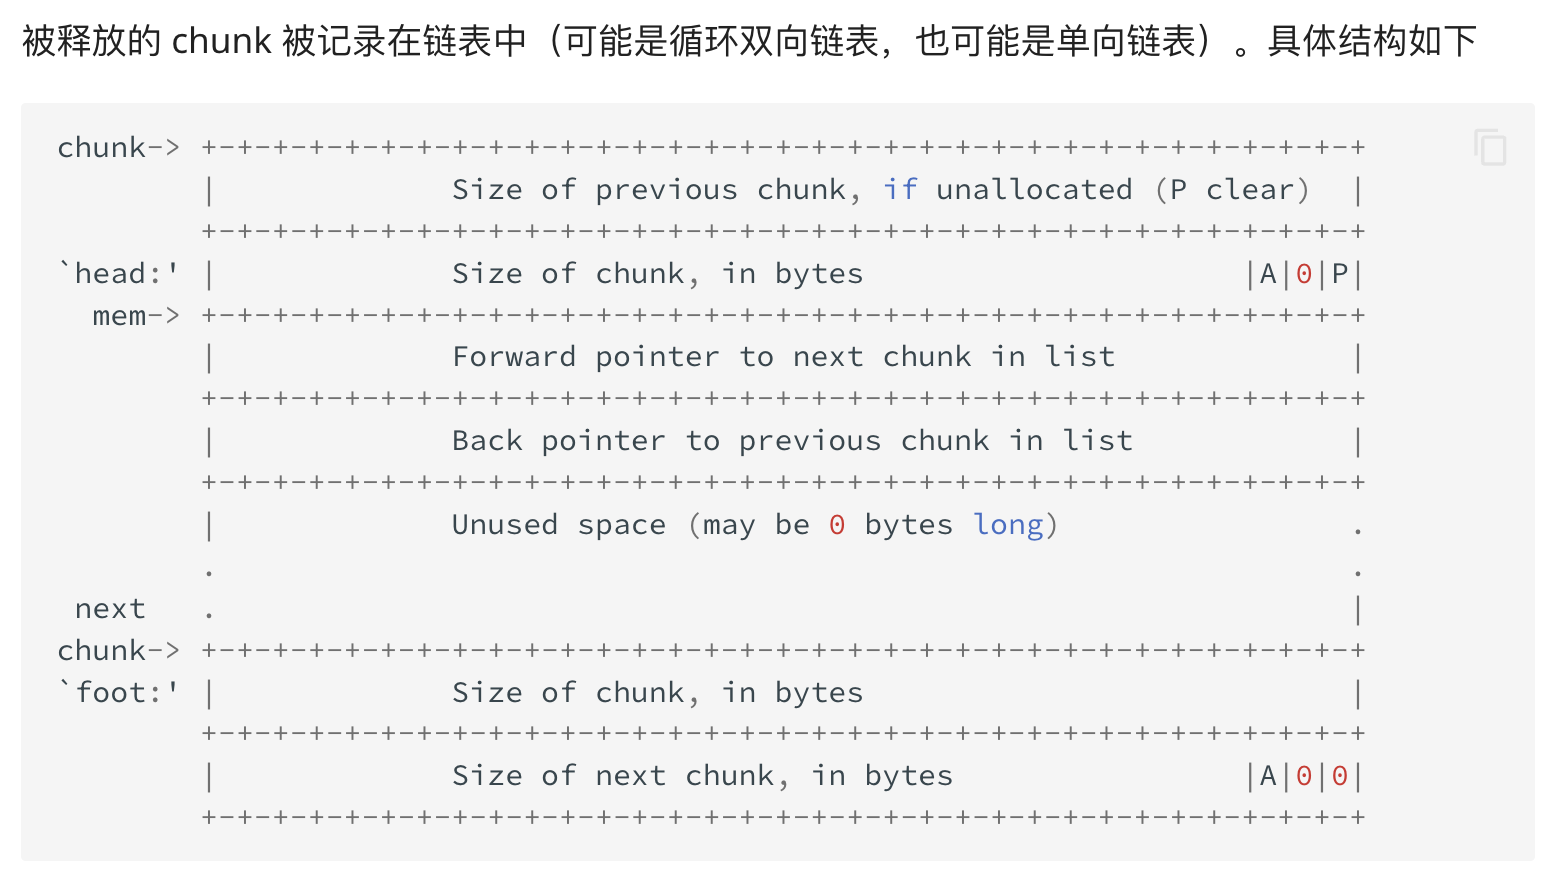 被释放的 chunk 被记录在链表中（可能是循环双向链表，也可能是单向链表）。具体结构如下
chunk-> +-+-+-+-+-+-+-+-+-+-+-+-+-+-+-+-+-+-+-+-+-+-+-+-+-+-+-+-+-+-+-+-+
        |             Size of previous chunk, if unallocated (P clear)  |
        +-+-+-+-+-+-+-+-+-+-+-+-+-+-+-+-+-+-+-+-+-+-+-+-+-+-+-+-+-+-+-+-+
`head:' |             Size of chunk, in bytes                     |A|0|P|
  mem-> +-+-+-+-+-+-+-+-+-+-+-+-+-+-+-+-+-+-+-+-+-+-+-+-+-+-+-+-+-+-+-+-+
        |             Forward pointer to next chunk in list             |
        +-+-+-+-+-+-+-+-+-+-+-+-+-+-+-+-+-+-+-+-+-+-+-+-+-+-+-+-+-+-+-+-+
        |             Back pointer to previous chunk in list            |
        +-+-+-+-+-+-+-+-+-+-+-+-+-+-+-+-+-+-+-+-+-+-+-+-+-+-+-+-+-+-+-+-+
        |             Unused space (may be 0 bytes long)                .
        .                                                               .
 next   .                                                               |
chunk-> +-+-+-+-+-+-+-+-+-+-+-+-+-+-+-+-+-+-+-+-+-+-+-+-+-+-+-+-+-+-+-+-+
`foot:' |             Size of chunk, in bytes                           |
        +-+-+-+-+-+-+-+-+-+-+-+-+-+-+-+-+-+-+-+-+-+-+-+-+-+-+-+-+-+-+-+-+
        |             Size of next chunk, in bytes                |A|0|0|
        +-+-+-+-+-+-+-+-+-+-+-+-+-+-+-+-+-+-+-+-+-+-+-+-+-+-+-+-+-+-+-+-+